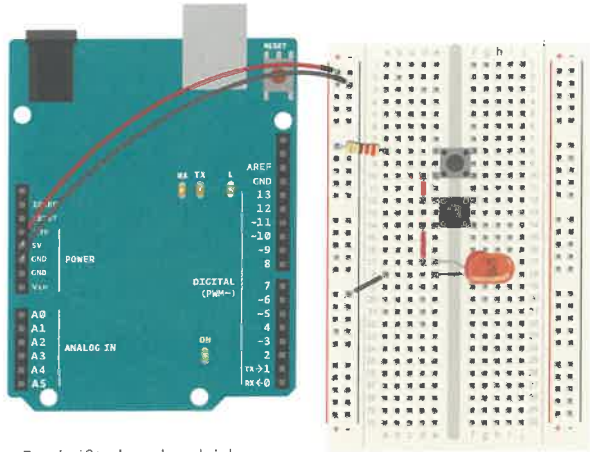 RESET
h
AREF
GND
RX TX L
13
12
~11
~10
~9
8
5V
POWER
GND
GND
Vin
DIGITAL
(PWM~)
7
~6
~5
4
~3
2
TX→1
RX←0
A0
A1
A2
A3
A4
A5
ANALOG IN
ON